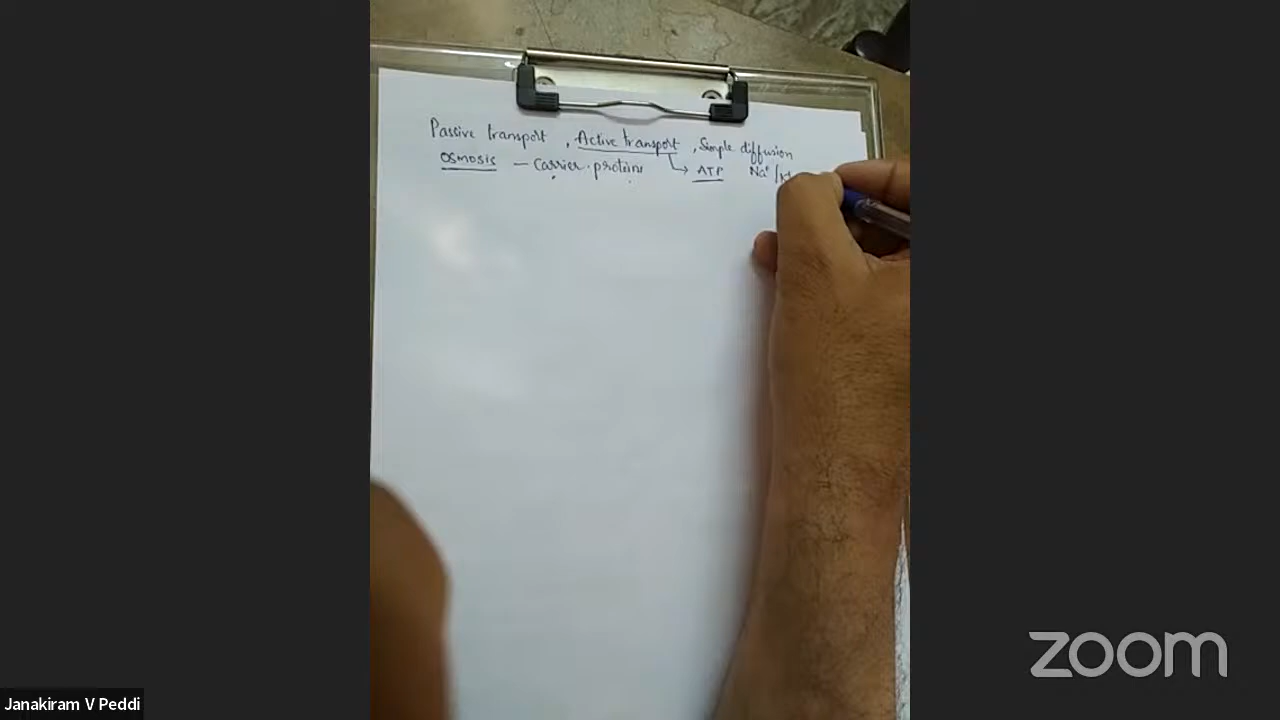 Passive transport , Active transport , Simple diffusion
Osmosis – Carrier proteins → ATP Na⁺/K⁺
zoom
Janakiram V Peddi